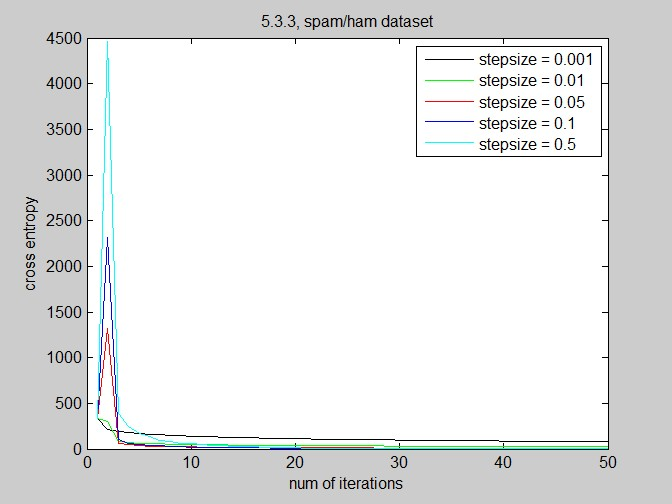 5.3.3, spam/ham dataset
4500
4000
3500
3000
2500
2000
1500
1000
500
0
cross entropy
stepsize = 0.001
stepsize = 0.01
stepsize = 0.05
stepsize = 0.1
stepsize = 0.5
0 10 20 30 40 50
num of iterations